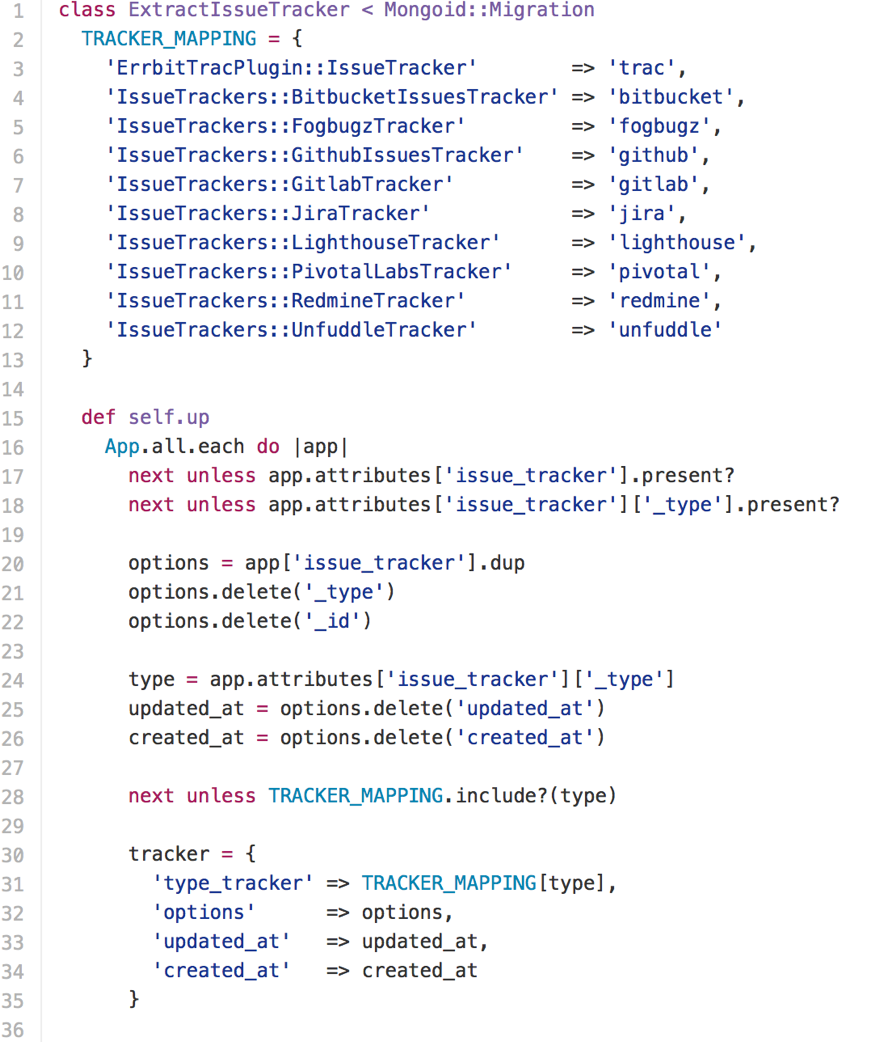 1 class ExtractIssueTracker < Mongoid::Migration
2   TRACKER_MAPPING = {
3     'ErrbitTracPlugin::IssueTracker'        => 'trac',
4     'IssueTrackers::BitbucketIssuesTracker' => 'bitbucket',
5     'IssueTrackers::FogbugzTracker'         => 'fogbugz',
6     'IssueTrackers::GithubIssuesTracker'    => 'github',
7     'IssueTrackers::GitlabTracker'          => 'gitlab',
8     'IssueTrackers::JiraTracker'            => 'jira',
9     'IssueTrackers::LighthouseTracker'      => 'lighthouse',
10     'IssueTrackers::PivotalLabsTracker'     => 'pivotal',
11     'IssueTrackers::RedmineTracker'         => 'redmine',
12     'IssueTrackers::UnfuddleTracker'        => 'unfuddle'
13   }
14
15   def self.up
16     App.all.each do |app|
17       next unless app.attributes['issue_tracker'].present?
18       next unless app.attributes['issue_tracker']['_type'].present?
19
20       options = app['issue_tracker'].dup
21       options.delete('_type')
22       options.delete('_id')
23
24       type = app.attributes['issue_tracker']['_type']
25       updated_at = options.delete('updated_at')
26       created_at = options.delete('created_at')
27
28       next unless TRACKER_MAPPING.include?(type)
29
30       tracker = {
31         'type_tracker' => TRACKER_MAPPING[type],
32         'options'      => options,
33         'updated_at'   => updated_at,
34         'created_at'   => created_at
35       }
36